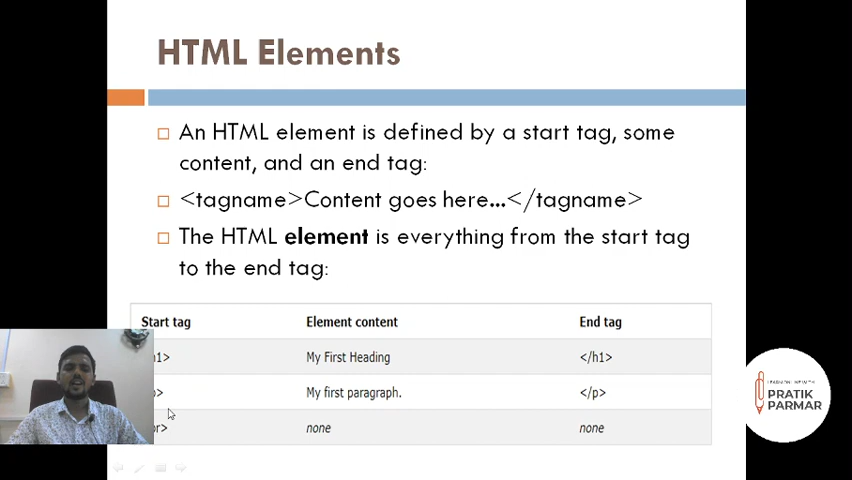 HTML Elements
An HTML element is defined by a start tag, some
content, and an end tag:
<tagname>Content goes here...</tagname>
The HTML element is everything from the start tag
to the end tag:
Start tag Element content End tag
h1> My First Heading </h1>
> My first paragraph. </p>
r> none none
PRATIK
PARMAR